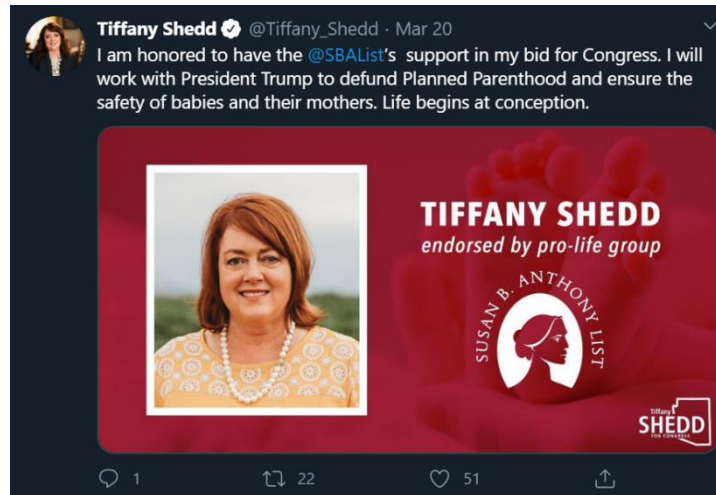 Tiffany Shedd @Tiffany_Shedd · Mar 20
I am honored to have the @SBAList's  support in my bid for Congress. I will
work with President Trump to defund Planned Parenthood and ensure the
safety of babies and their mothers. Life begins at conception.
TIFFANY SHEDD
endorsed by pro-life group
SUSAN B. ANTHONY LIST
Tiffany
SHEDD
FOR CONGRESS
1 22 51